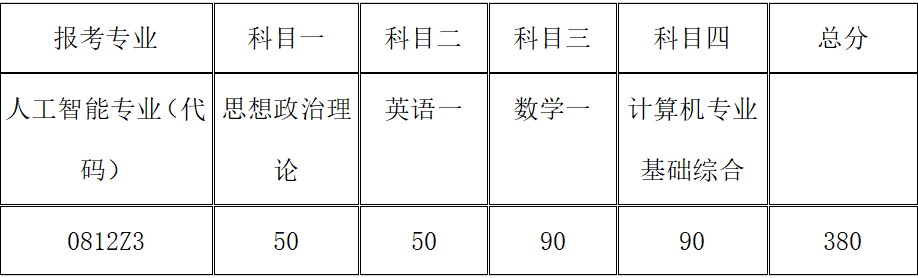 报考专业 科目一 科目二 科目三 科目四 总分
人工智能专业（代 思想政治理 英语一 数学一 计算机专业
码） 论 基础综合
0812Z3 50 50 90 90 380